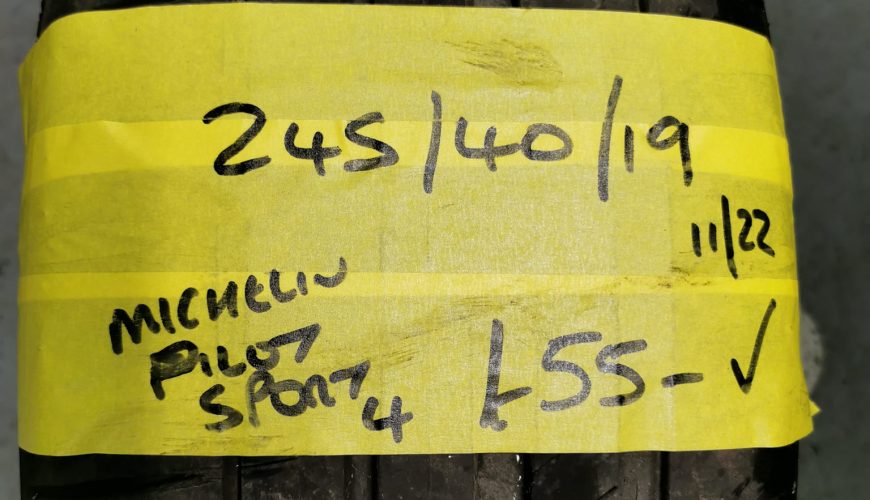 245/40/19
11/22
MICHELIN
PILOT
SPORT 4
£55-✓